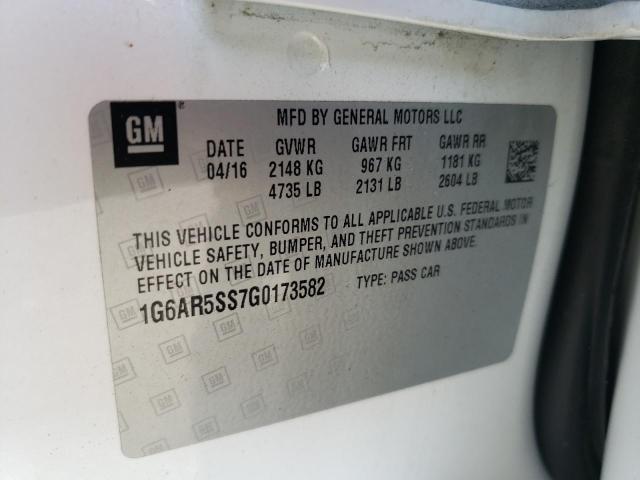 GM
MFD BY GENERAL MOTORS LLC
DATE GVWR GAWR FRT GAWR RR
04/16 2148 KG 967 KG 1181 KG
4735 LB 2131 LB 2604 LB
THIS VEHICLE CONFORMS TO ALL APPLICABLE U.S. FEDERAL MOTOR
VEHICLE SAFETY, BUMPER, AND THEFT PREVENTION STANDARDS IN
EFFECT ON THE DATE OF MANUFACTURE SHOWN ABOVE.
1G6AR5SS7G0173582 TYPE: PASS CAR